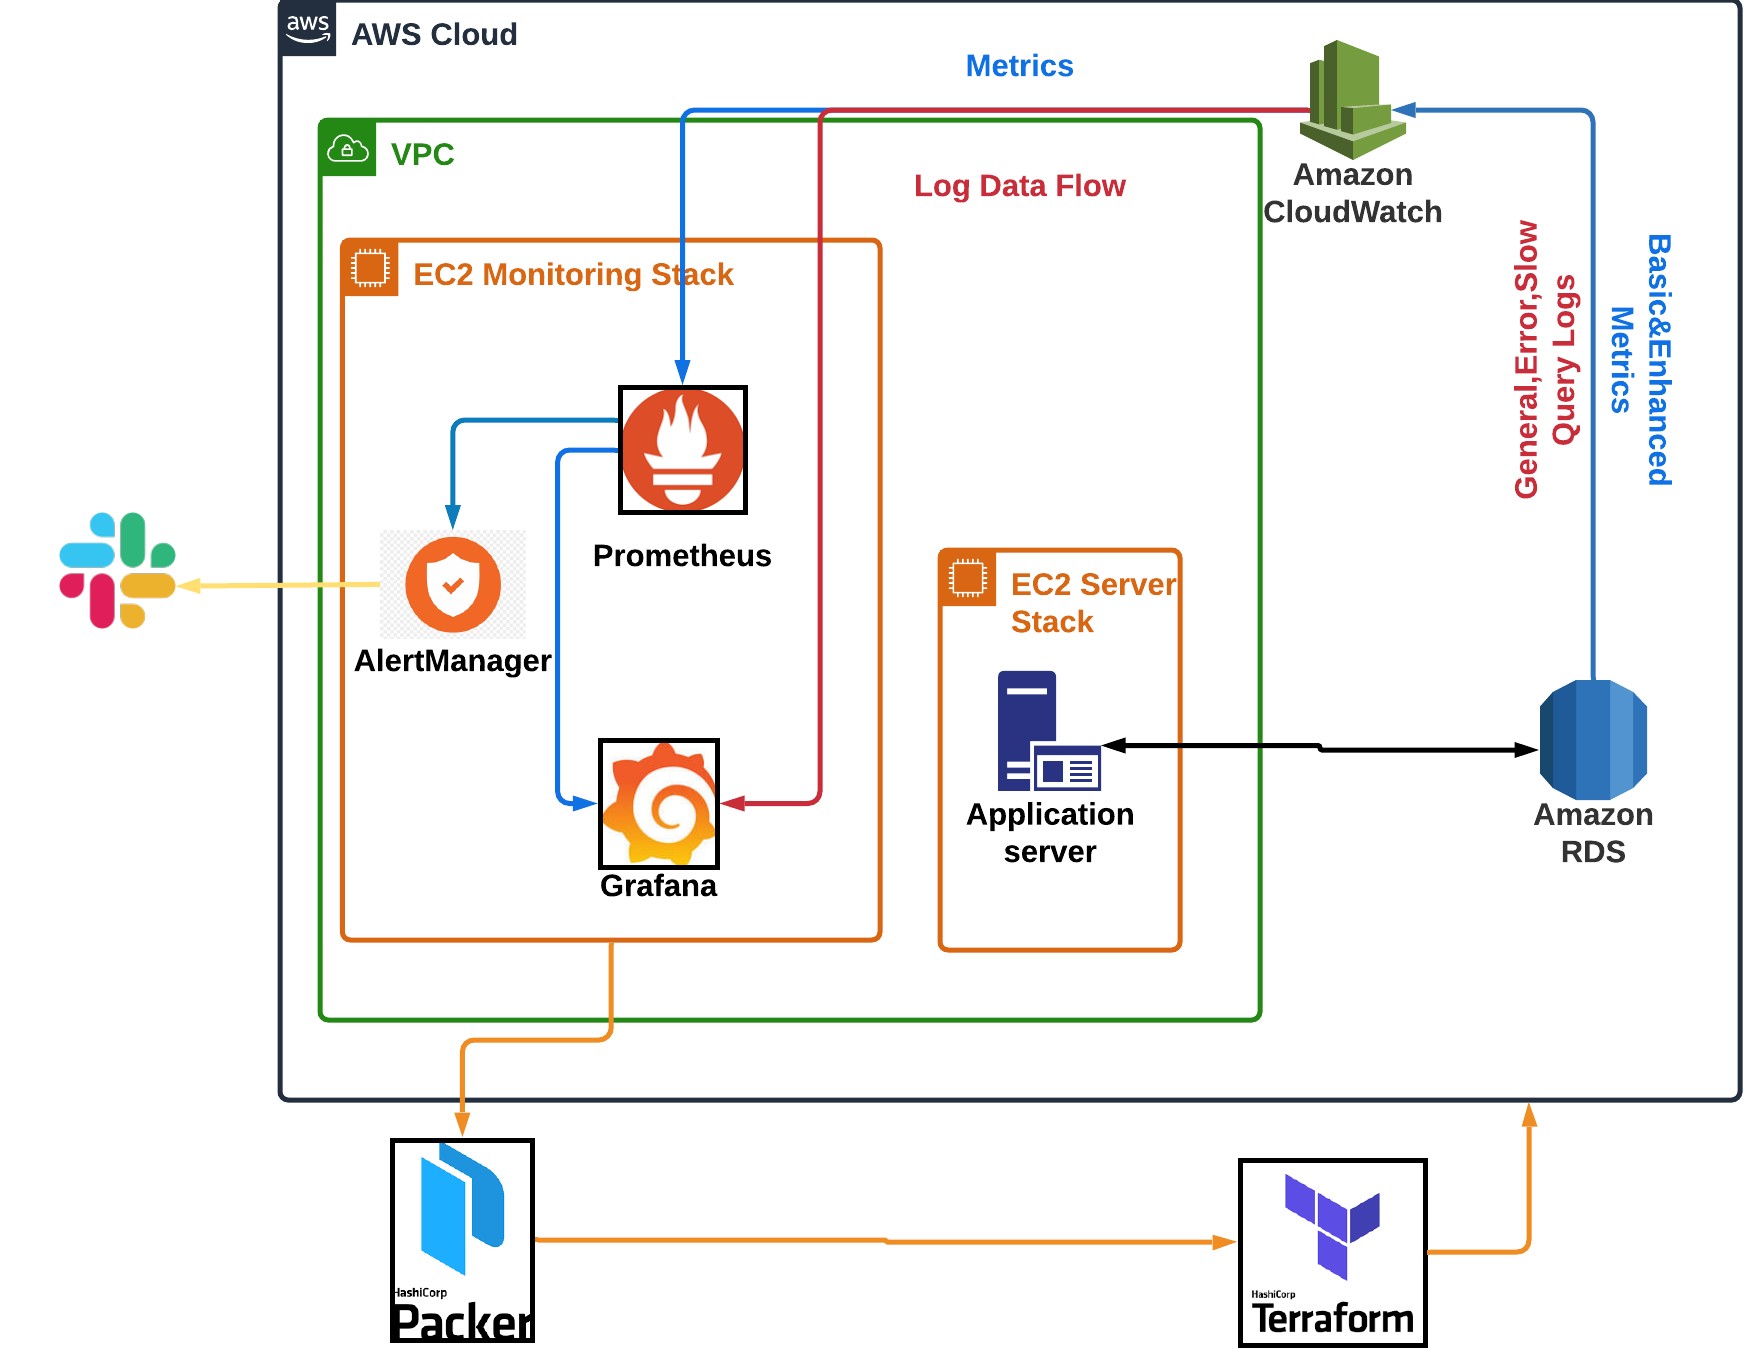 aws
AWS Cloud
Metrics
VPC
Log Data Flow
Amazon
CloudWatch
EC2 Monitoring Stack
General,Error,Slow
Query Logs
Basic&Enhanced
Metrics
Prometheus
AlertManager
EC2 Server
Stack
Application
server
Amazon
RDS
Grafana
HashiCorp
Packer
HashiCorp
Terraform